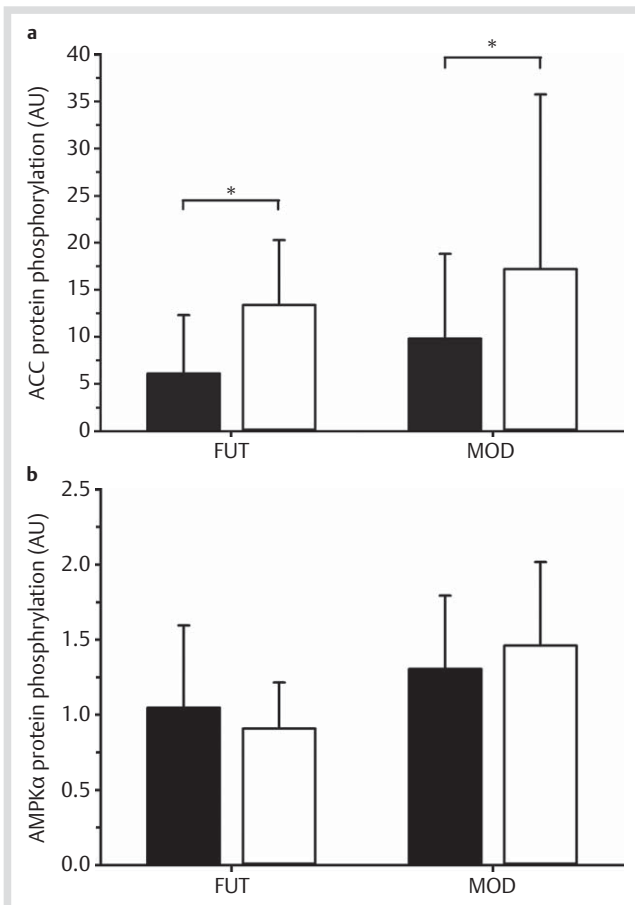 a
ACC protein phosphorylation (AU)
40
35
30
25
20
15
10
5
0
*
*
FUT
MOD
b
AMPKα protein phosphrylation (AU)
2.5
2.0
1.5
1.0
0.5
0.0
FUT
MOD